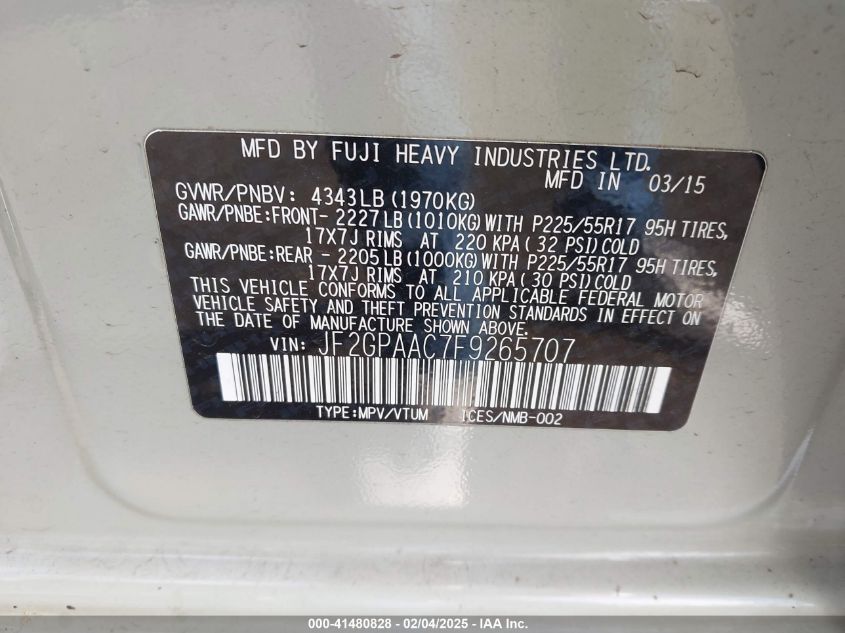 MFD BY FUJI HEAVY INDUSTRIES LTD.
MFD IN 03/15
GVWR/PNBV: 4343LB (1970KG)
GAWR/PNBE:FRONT- 2227LB (1010KG) WITH P225/55R17 95H TIRES,
17X7J RIMS AT 220 KPA ( 32 PSI) COLD
GAWR/PNBE:REAR - 2205LB (1000KG) WITH P225/55R17 95H TIRES,
17X7J RIMS AT 210 KPA ( 30 PSI) COLD
THIS VEHICLE CONFORMS TO ALL APPLICABLE FEDERAL MOTOR
VEHICLE SAFETY AND THEFT PREVENTION STANDARDS IN EFFECT ON
THE DATE OF MANUFACTURE SHOWN ABOVE.
VIN: JF2GPAAC7F9265707
TYPE:MPV/VTUM ICES/NMB-002
000-41480828 - 02/04/2025 - IAA Inc.